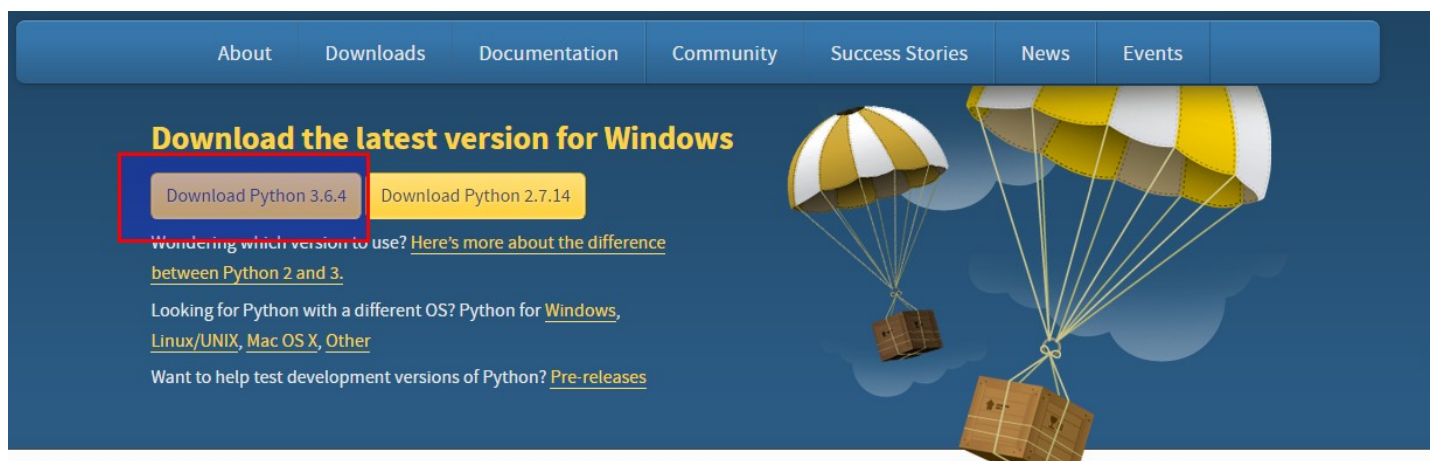 About Downloads Documentation Community Success Stories News Events
Download the latest version for Windows
Download Python 3.6.4 Download Python 2.7.14
Wondering which version to use? Here's more about the difference
between Python 2 and 3.
Looking for Python with a different OS? Python for Windows,
Linux/UNIX, Mac OS X, Other
Want to help test development versions of Python? Pre-releases